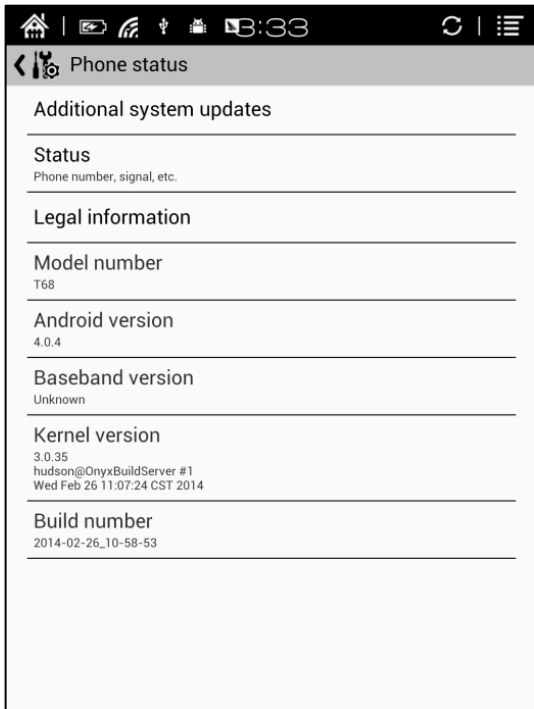 3:33
Phone status
Additional system updates
Status
Phone number, signal, etc.
Legal information
Model number
T68
Android version
4.0.4
Baseband version
Unknown
Kernel version
3.0.35
hudson@OnyxBuildServer #1
Wed Feb 26 11:07:24 CST 2014
Build number
2014-02-26_10-58-53